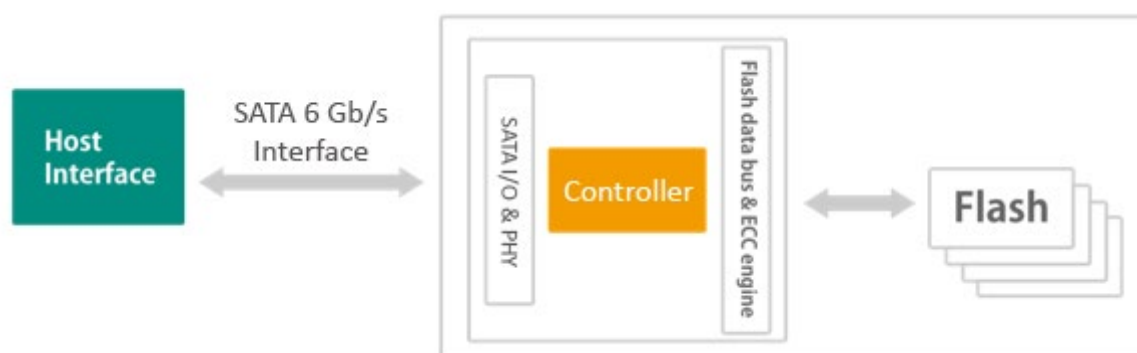 Host
Interface
SATA 6 Gb/s
Interface
SATA I/O & PHY
Controller
Flash data bus & ECC engine
Flash